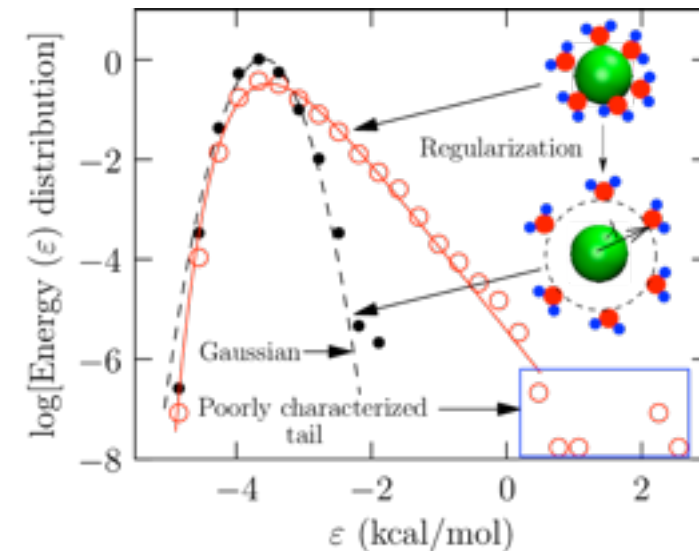 log[Energy (ε) distribution)
0
−2
−4
−6
−8
Regularization
λ
Gaussian
Poorly characterized
tail
−4
−2
0
2
ε (kcal/mol)